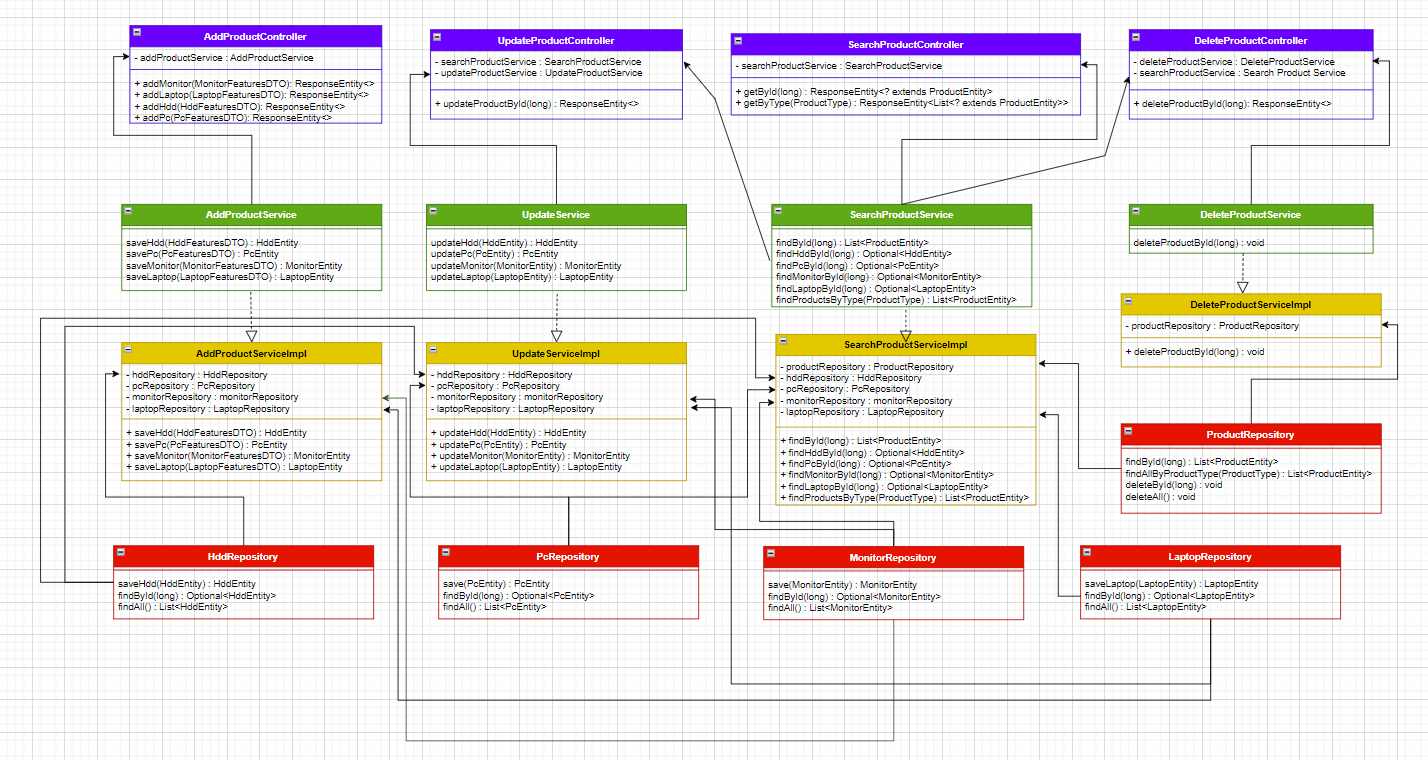 AddProductController
- addProductService : AddProductService
+ addMonitor(MonitorFeaturesDTO): ResponseEntity<>
+ addLaptop(LaptopFeaturesDTO): ResponseEntity<>
+ addHdd(HddFeaturesDTO): ResponseEntity<>
+ addPc(PcFeaturesDTO): ResponseEntity<>
UpdateProductController
- searchProductService : SearchProductService
- updateProductService : UpdateProductService
+ updateProductById(long) : ResponseEntity<>
SearchProductController
- searchProductService : SearchProductService
+ getById(long) : ResponseEntity<? extends ProductEntity>
+ getByType(ProductType) : ResponseEntity<List<? extends ProductEntity>>
DeleteProductController
- deleteProductService : DeleteProductService
- searchProductService : Search Product Service
+ deleteProductById(long): ResponseEntity<>
AddProductService
saveHdd(HddFeaturesDTO) : HddEntity
savePc(PcFeaturesDTO) : PcEntity
saveMonitor(MonitorFeaturesDTO) : MonitorEntity
saveLaptop(LaptopFeaturesDTO) : LaptopEntity
UpdateService
updateHdd(HddEntity) : HddEntity
updatePc(PcEntity) : PcEntity
updateMonitor(MonitorEntity) : MonitorEntity
updateLaptop(LaptopEntity) : LaptopEntity
SearchProductService
findById(long) : List<ProductEntity>
findHddById(long) : Optional<HddEntity>
findPcById(long) : Optional<PcEntity>
findMonitorById(long) : Optional<MonitorEntity>
findLaptopById(long) : Optional<LaptopEntity>
findProductsByType(ProductType) : List<ProductEntity>
DeleteProductService
deleteProductById(long) : void
AddProductServiceImpl
- hddRepository : HddRepository
- pcRepository : PcRepository
- monitorRepository : monitorRepository
- laptopRepository : LaptopRepository
+ saveHdd(HddFeaturesDTO) : HddEntity
+ savePc(PcFeaturesDTO) : PcEntity
+ saveMonitor(MonitorFeaturesDTO) : MonitorEntity
+ saveLaptop(LaptopFeaturesDTO) : LaptopEntity
UpdateServiceImpl
- hddRepository : HddRepository
- pcRepository : PcRepository
- monitorRepository : monitorRepository
- laptopRepository : LaptopRepository
+ updateHdd(HddEntity) : HddEntity
+ updatePc(PcEntity) : PcEntity
+ updateMonitor(MonitorEntity) : MonitorEntity
+ updateLaptop(LaptopEntity) : LaptopEntity
SearchProductServiceImpl
- productRepository : ProductRepository
- hddRepository : HddRepository
- pcRepository : PcRepository
- monitorRepository : monitorRepository
- laptopRepository : LaptopRepository
+ findById(long) : List<ProductEntity>
+ findHddById(long) : Optional<HddEntity>
+ findPcById(long) : Optional<PcEntity>
+ findMonitorById(long) : Optional<MonitorEntity>
+ findLaptopById(long) : Optional<LaptopEntity>
+ findProductsByType(ProductType) : List<ProductEntity>
DeleteProductServiceImpl
- productRepository : ProductRepository
+ deleteProductById(long) : void
ProductRepository
findById(long) : List<ProductEntity>
findAllByProductType(ProductType) : List<ProductEntity>
deleteById(long) : void
deleteAll() : void
HddRepository
saveHdd(HddEntity) : HddEntity
findById(long) : Optional<HddEntity>
findAll() : List<HddEntity>
PcRepository
save(PcEntity) : PcEntity
findById(long) : Optional<PcEntity>
findAll() : List<PcEntity>
MonitorRepository
save(MonitorEntity) : MonitorEntity
findById(long) : Optional<MonitorEntity>
findAll() : List<MonitorEntity>
LaptopRepository
saveLaptop(LaptopEntity) : LaptopEntity
findById(long) : Optional<LaptopEntity>
findAll() : List<LaptopEntity>